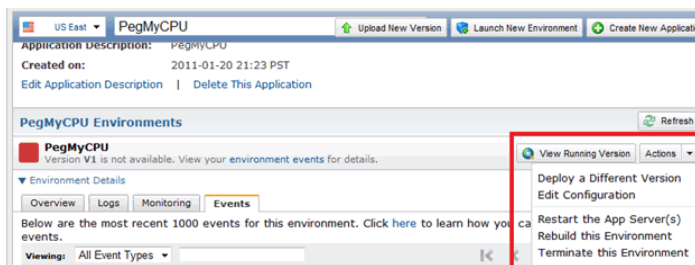 US East PegMyCPU Upload New Version Launch New Environment Create New Applicati
Application Description: PegMyCPU
Created on: 2011-01-20 21:23 PST
Edit Application Description | Delete This Application
PegMyCPU Environments Refresh
PegMyCPU
Version V1 is not available. View your environment events for details.
View Running Version Actions
Environment Details
Deploy a Different Version
Edit Configuration
Restart the App Server(s)
Rebuild this Environment
Terminate this Environment
Overview Logs Monitoring Events
Below are the most recent 1000 events for this environment. Click here to learn how you ca
events.
Viewing: All Event Types